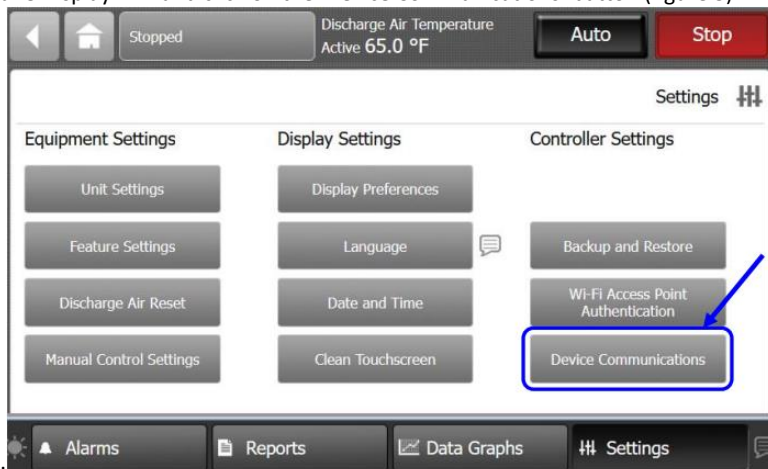 Stopped
Discharge Air Temperature
Active 65.0 °F
Auto
Stop
Settings
Equipment Settings
Display Settings
Controller Settings
Unit Settings
Display Preferences
Feature Settings
Language
Backup and Restore
Discharge Air Reset
Date and Time
Wi-Fi Access Point
Authentication
Manual Control Settings
Clean Touchscreen
Device Communications
Alarms
Reports
Data Graphs
Settings